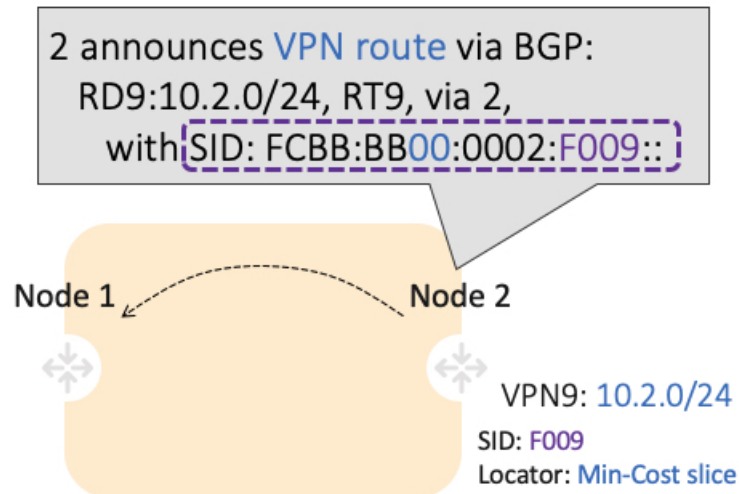 2 announces VPN route via BGP:
RD9:10.2.0/24, RT9, via 2,
with SID: FCBB:BB00:0002:F009::
Node 1
Node 2
VPN9: 10.2.0/24
SID: F009
Locator: Min-Cost slice